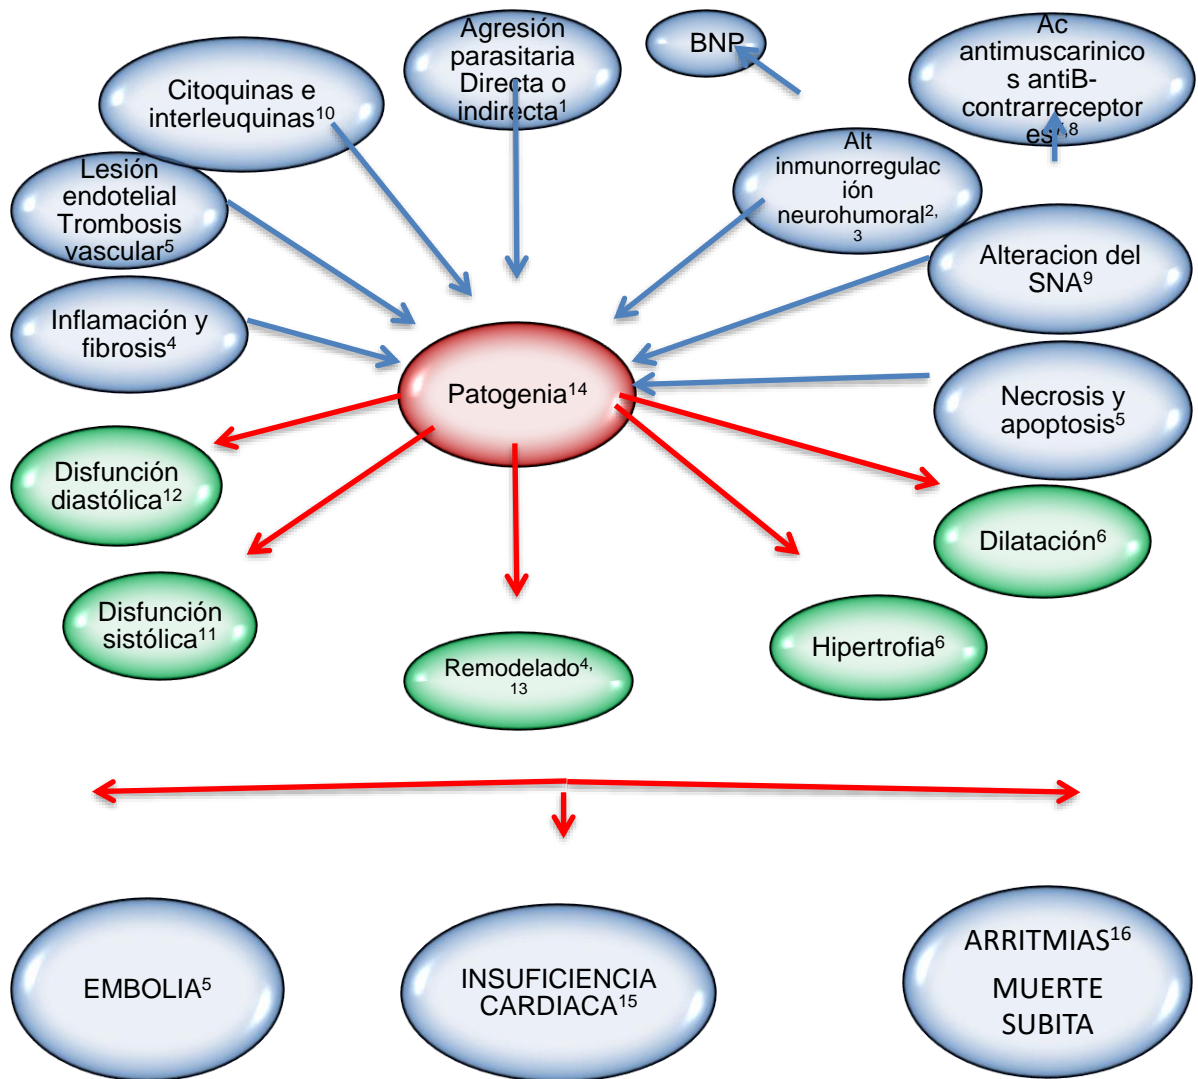 Agresión
parasitaria
Directa o
indirecta¹
BNP
Ac
antimuscarinico
s antiB-
contrarreceptor
es⁷,⁸
Citoquinas e
interleuquinas¹⁰
Alt
inmunorregulac
ión
neurohumoral²,
³
Lesión
endotelial
Trombosis
vascular⁵
Alteracion del
SNA⁹
Inflamación y
fibrosis⁴
Patogenia¹⁴
Necrosis y
apoptosis⁵
Disfunción
diastólica¹²
Dilatación⁶
Disfunción
sistólica¹¹
Remodelado⁴,
¹³
Hipertrofia⁶
EMBOLIA⁵
INSUFICIENCIA
CARDIACA¹⁵
ARRITMIAS¹⁶
MUERTE
SUBITA